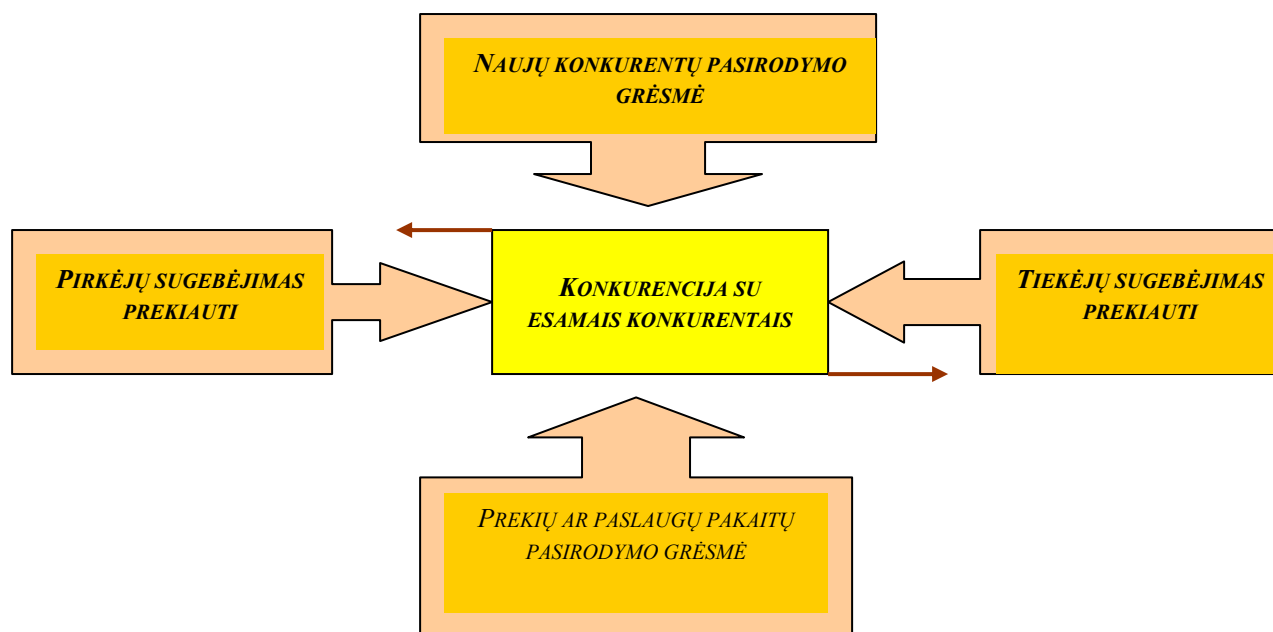 NAUJŲ KONKURENTŲ PASIRODYMO
GRĖSMĖ
PIRKĖJŲ SUGEBĖJIMAS
PREKIAUTI
KONKURENCIJA SU
ESAMAIS KONKURENTAIS
TIEKĖJŲ SUGEBĖJIMAS
PREKIAUTI
PREKIŲ AR PASLAUGŲ PAKAITŲ
PASIRODYMO GRĖSMĖ